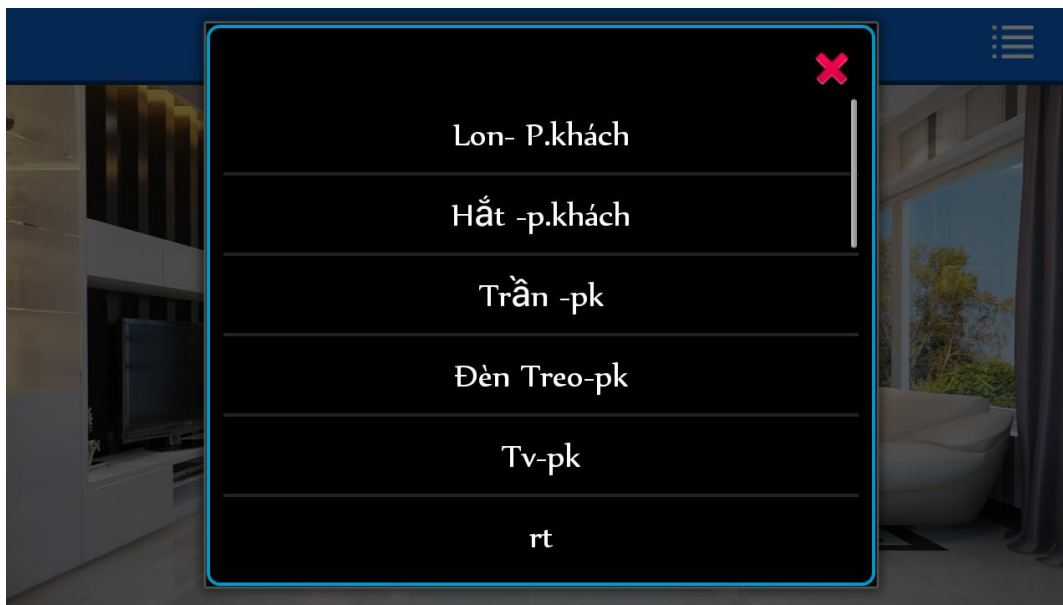 Lon- P.khách
Hắt -p.khách
Trần -pk
Đèn Treo-pk
Tv-pk
rt